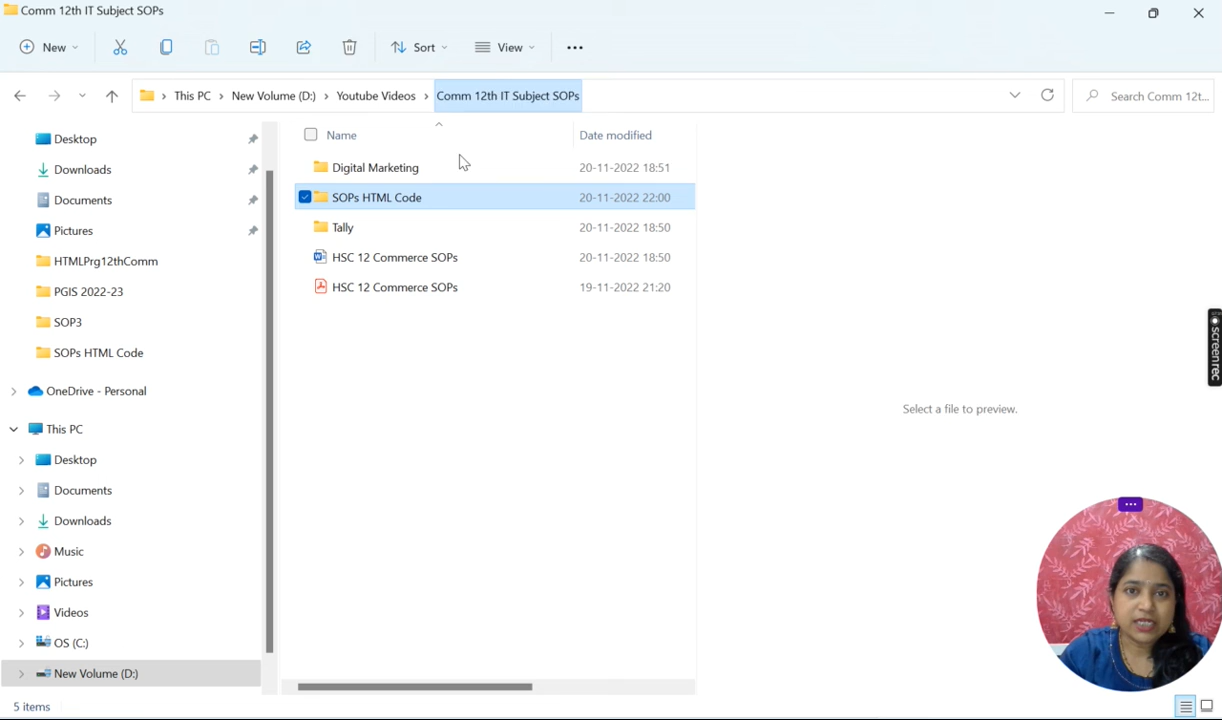 Comm 12th IT Subject SOPs
New
Sort
View
This PC
New Volume (D:)
Youtube Videos
Comm 12th IT Subject SOPs
Search Comm 12t...
Desktop
Downloads
Documents
Pictures
HTMLPrg12thComm
PGIS 2022-23
SOP3
SOPs HTML Code
OneDrive - Personal
This PC
Desktop
Documents
Downloads
Music
Pictures
Videos
OS (C:)
New Volume (D:)
Name Date modified
Digital Marketing 20-11-2022 18:51
SOPs HTML Code 20-11-2022 22:00
Tally 20-11-2022 18:50
HSC 12 Commerce SOPs 20-11-2022 18:50
HSC 12 Commerce SOPs 19-11-2022 21:20
Select a file to preview.
screenrec
5 items